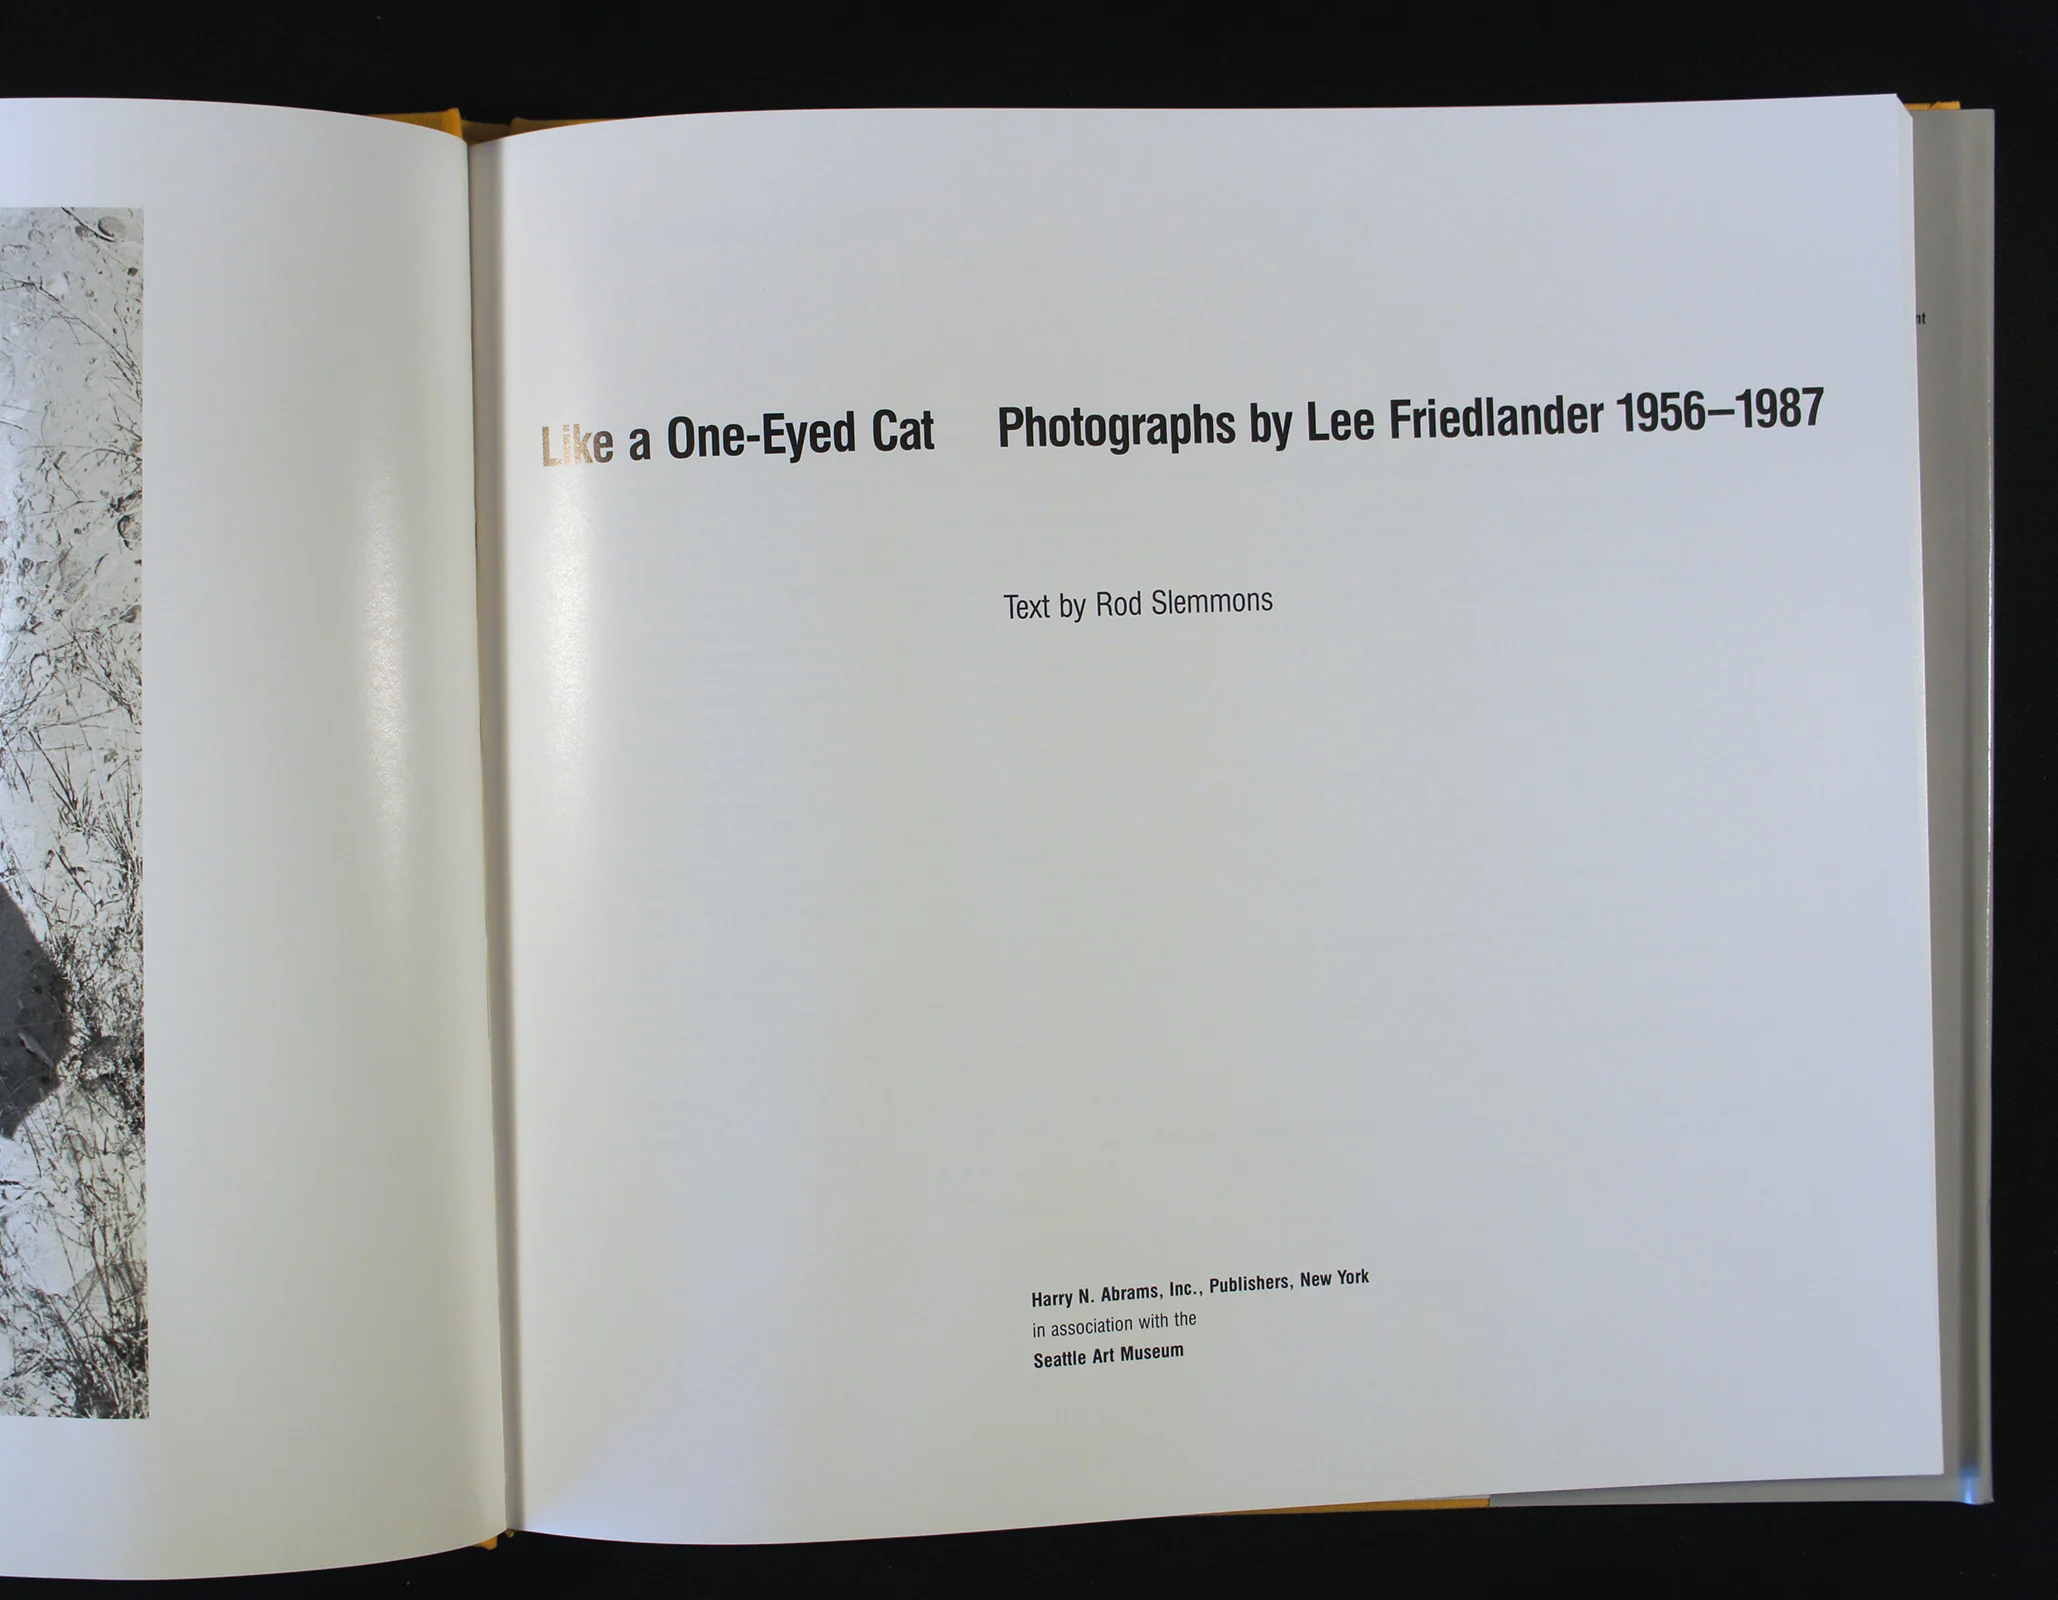 Like a One-Eyed Cat Photographs by Lee Friedlander 1956–1987
Text by Rod Slemmons
Harry N. Abrams, Inc., Publishers, New York
in association with the
Seattle Art Museum